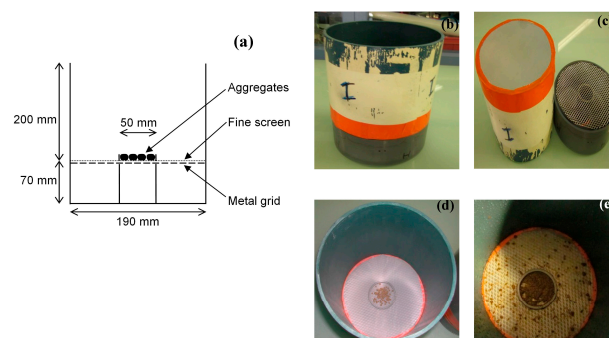 (a)
50 mm
Aggregates
200 mm
Fine screen
70 mm
Metal grid
190 mm
(b)
I
(c)
I
(d)
(e